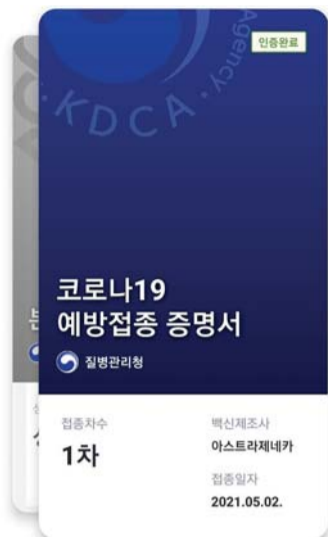 Agency
인증완료
KDCA
코로나19
예방접종 증명서
질병관리청
접종차수
1차
백신제조사
아스트라제네카
접종일자
2021.05.02.